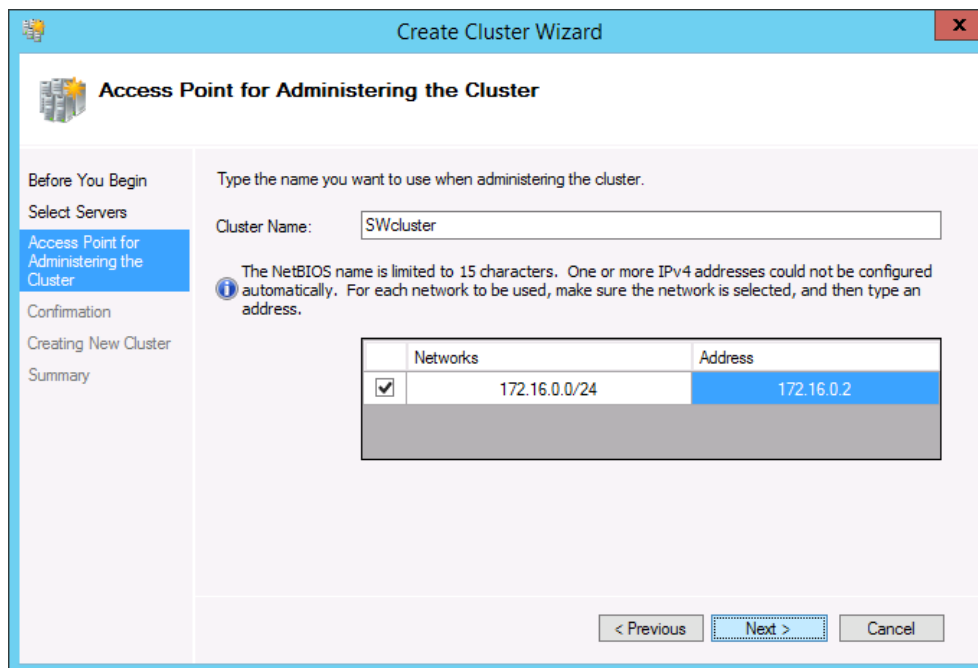 Create Cluster Wizard
x
Access Point for Administering the Cluster
Before You Begin
Select Servers
Access Point for
Administering the
Cluster
Confirmation
Creating New Cluster
Summary
Type the name you want to use when administering the cluster.
Cluster Name: SWcluster
The NetBIOS name is limited to 15 characters. One or more IPv4 addresses could not be configured
automatically. For each network to be used, make sure the network is selected, and then type an
address.
Networks Address
172.16.0.0/24 172.16.0.2
< Previous Next > Cancel